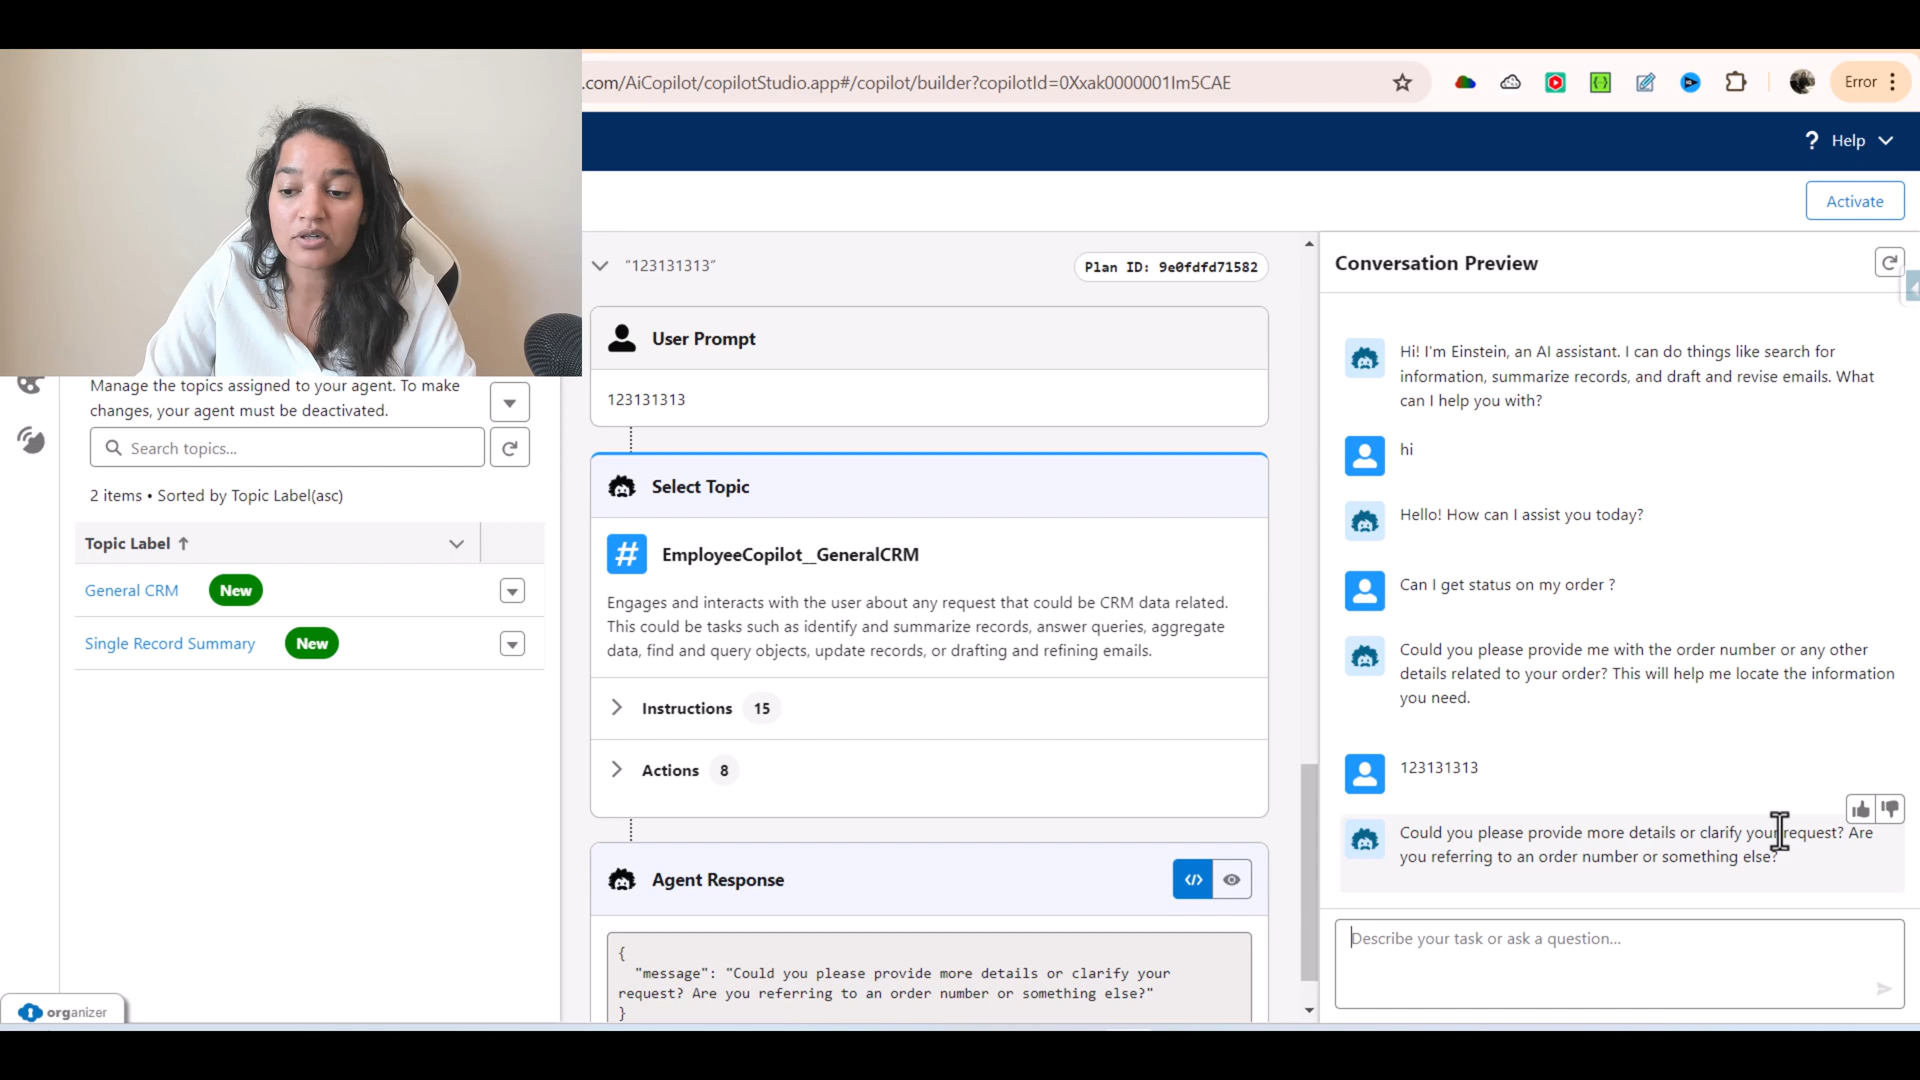 .com/AiCopilot/copilotStudio.app#/copilot/builder?copilotId=0Xxak0000001Im5CAE
Error
? Help
Activate
Manage the topics assigned to your agent. To make
changes, your agent must be deactivated.
Search topics...
2 items • Sorted by Topic Label(asc)
Topic Label ↑
General CRM New
Single Record Summary New
organizer
"123131313"
Plan ID: 9e0fdfd71582
User Prompt
123131313
Select Topic
# EmployeeCopilot__GeneralCRM
Engages and interacts with the user about any request that could be CRM data related.
This could be tasks such as identify and summarize records, answer queries, aggregate
data, find and query objects, update records, or drafting and refining emails.
Instructions 15
Actions 8
Agent Response
</>
{
"message": "Could you please provide more details or clarify your
request? Are you referring to an order number or something else?"
}
Conversation Preview
Hi! I'm Einstein, an AI assistant. I can do things like search for
information, summarize records, and draft and revise emails. What
can I help you with?
hi
Hello! How can I assist you today?
Can I get status on my order ?
Could you please provide me with the order number or any other
details related to your order? This will help me locate the information
you need.
123131313
Could you please provide more details or clarify your request? Are
you referring to an order number or something else?
Describe your task or ask a question...